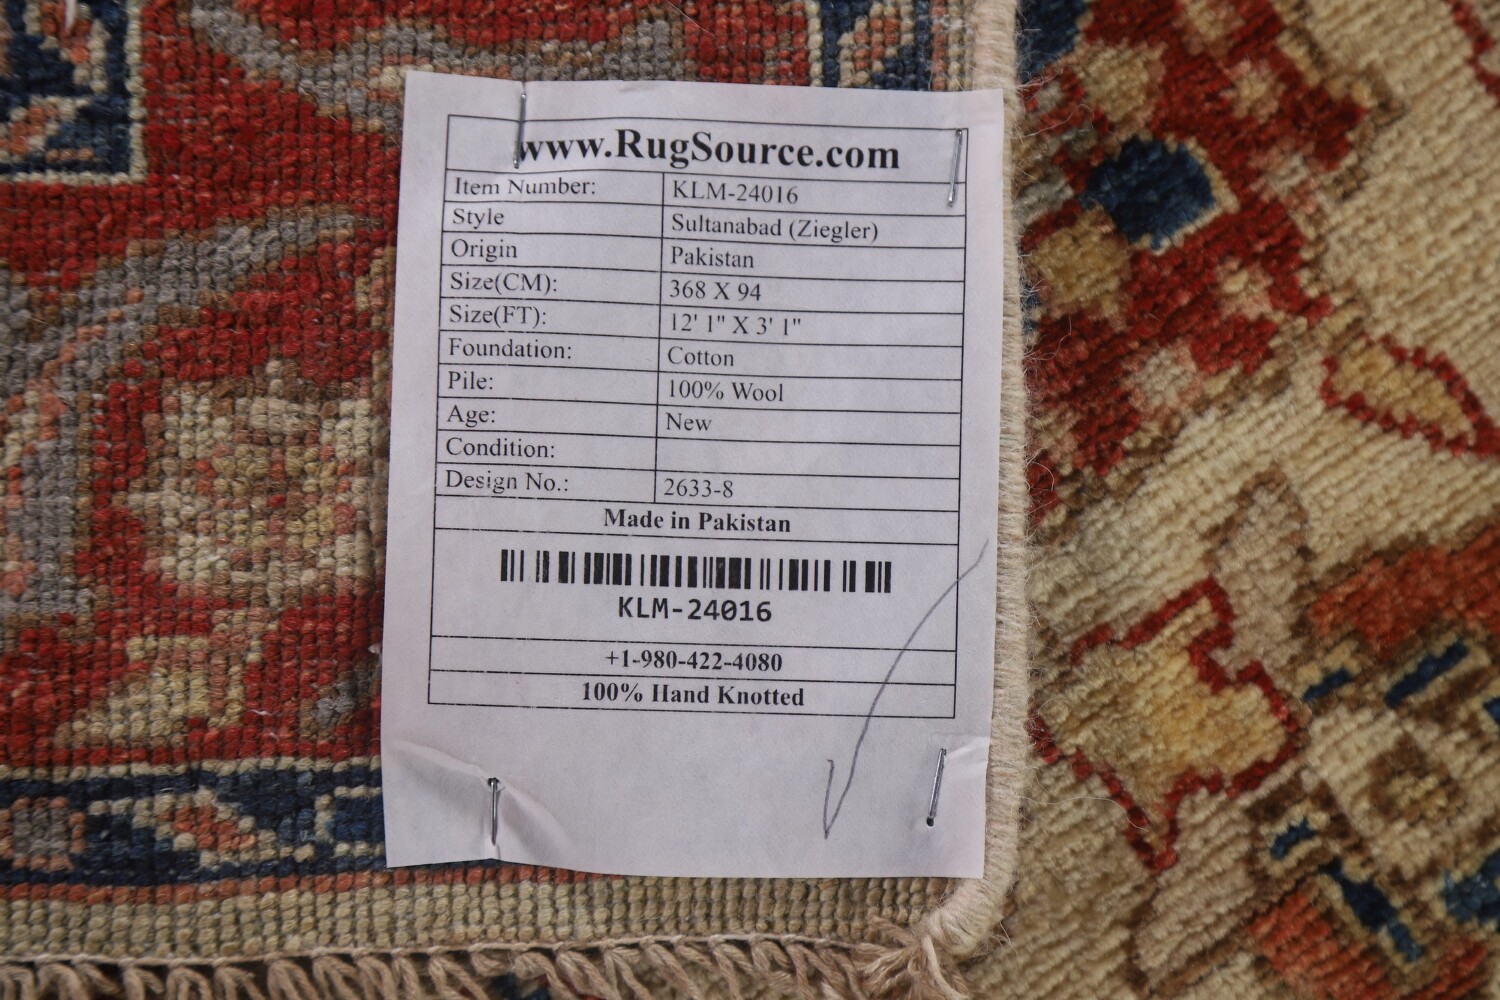 www.RugSource.com
Item Number: KLM-24016
Style Sultanabad (Ziegler)
Origin Pakistan
Size(CM): 368 X 94
Size(FT): 12' 1" X 3' 1"
Foundation: Cotton
Pile: 100% Wool
Age: New
Condition:
Design No.: 2633-8
Made in Pakistan
KLM-24016
+1-980-422-4080
100% Hand Knotted